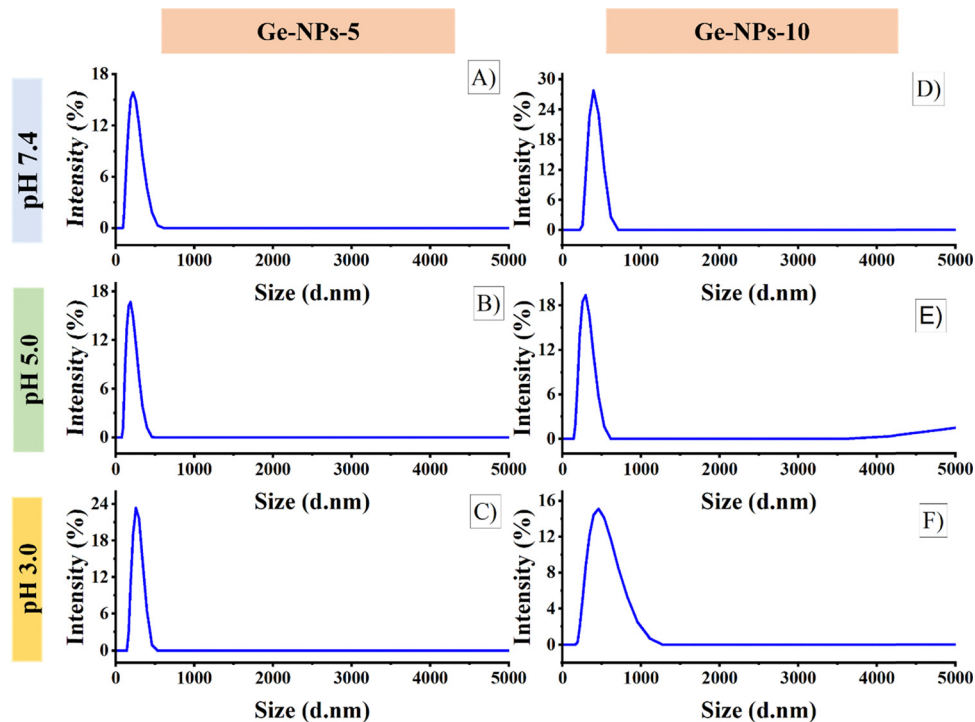 Ge-NPs-5
Ge-NPs-10
pH 7.4
A)
Intensity (%)
18
12
6
0
0 1000 2000 3000 4000 5000
Size (d.nm)
D)
Intensity (%)
30
24
18
12
6
0
0 1000 2000 3000 4000 5000
Size (d.nm)
pH 5.0
B)
Intensity (%)
18
12
6
0
0 1000 2000 3000 4000 5000
Size (d.nm)
E)
Intensity (%)
18
12
6
0
0 1000 2000 3000 4000 5000
Size (d.nm)
pH 3.0
C)
Intensity (%)
24
18
12
6
0
0 1000 2000 3000 4000 5000
Size (d.nm)
F)
Intensity (%)
16
12
8
4
0
0 1000 2000 3000 4000 5000
Size (d.nm)